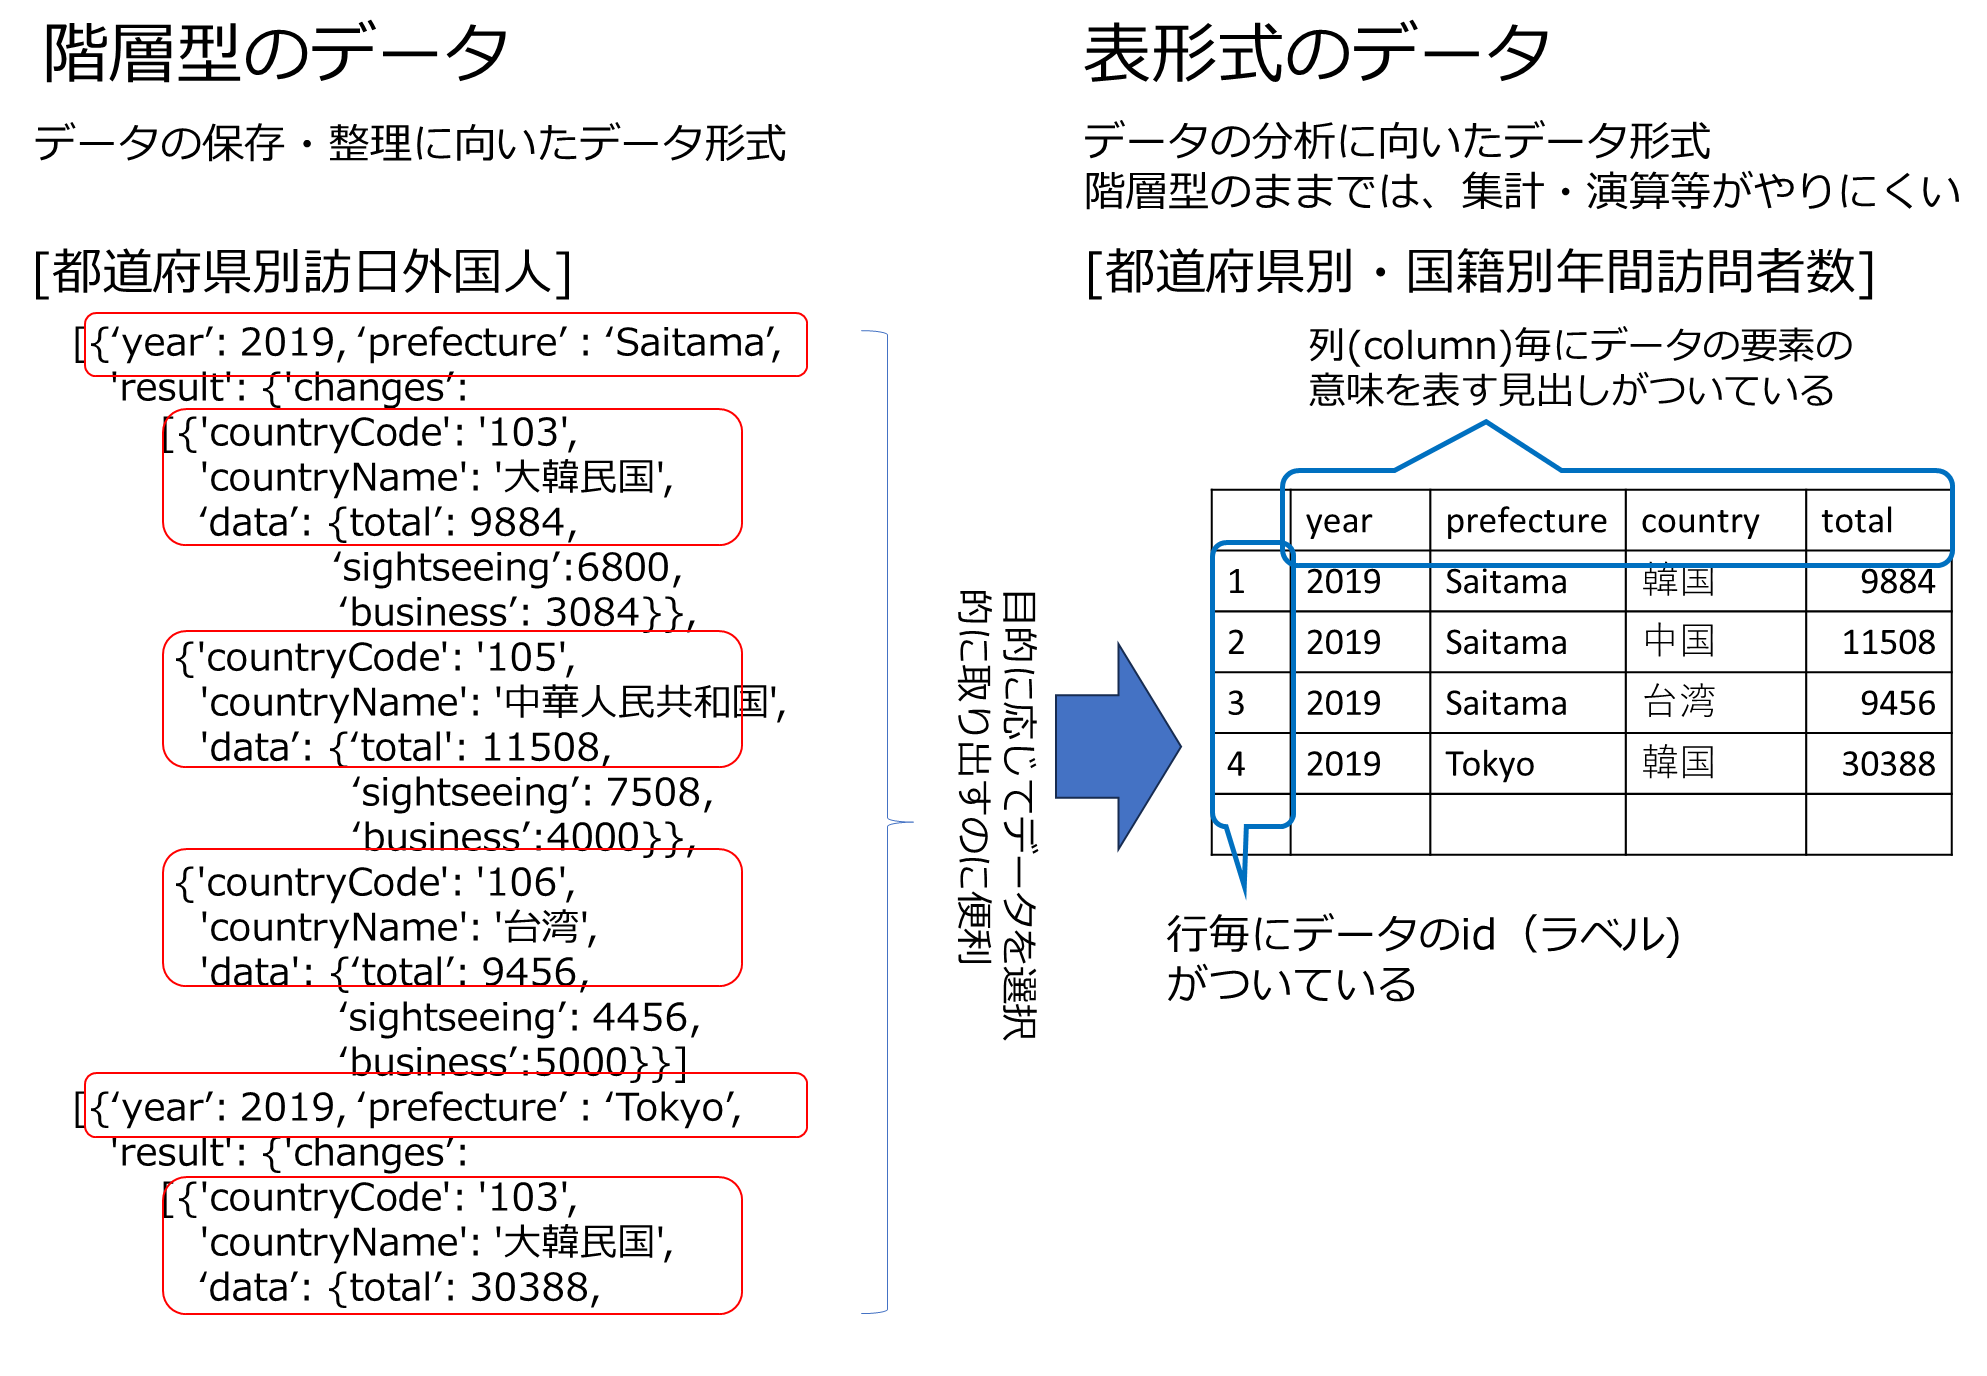 階層型のデータ
データの保存・整理に向いたデータ形式
[都道府県別訪日外国人]
[{‘year’: 2019, ‘prefecture’ : ‘Saitama’,
'result': {'changes’:
[{'countryCode': '103',
'countryName': '大韓民国',
‘data’: {total’: 9884,
‘sightseeing’:6800,
‘business’: 3084}},
{'countryCode': '105',
'countryName': '中華人民共和国',
'data’: {‘total': 11508,
‘sightseeing’: 7508,
‘business’:4000}},
{'countryCode': '106',
'countryName': '台湾',
'data': {‘total’: 9456,
‘sightseeing’: 4456,
‘business’:5000}}]
[{‘year’: 2019, ‘prefecture’ : ‘Tokyo’,
'result': {'changes’:
[{'countryCode': '103',
'countryName': '大韓民国',
‘data’: {total’: 30388,
目的に応じてデータを選択
的に取り出すのに便利
表形式のデータ
データの分析に向いたデータ形式
階層型のままでは、集計・演算等がやりにくい
[都道府県別・国籍別年間訪問者数]
列(column)毎にデータの要素の
意味を表す見出しがついている
year prefecture country total
1 2019 Saitama 韓国 9884
2 2019 Saitama 中国 11508
3 2019 Saitama 台湾 9456
4 2019 Tokyo 韓国 30388
行毎にデータのid（ラベル)
がついている